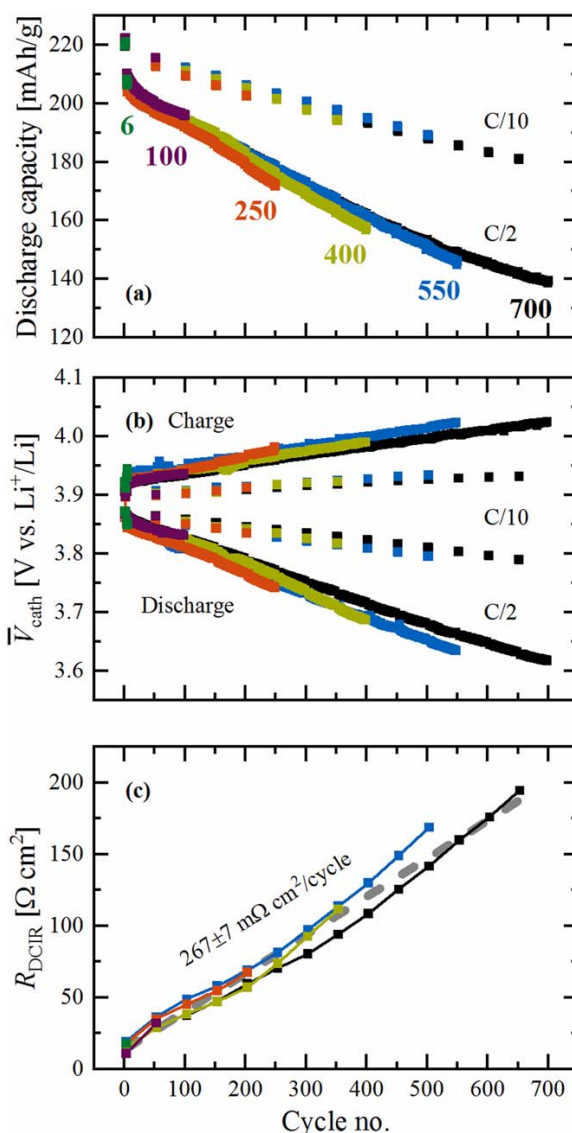 220
200
180
160
140
120
Discharge capacity [mAh/g]
6
100
250
400
550
700
C/10
C/2
(a)
4.1
4.0
3.9
3.8
3.7
3.6
V̅cath [V vs. Li⁺/Li]
(b)
Charge
C/10
Discharge
C/2
200
150
100
50
0
RDCIR [Ω cm²]
(c)
267±7 mΩ cm²/cycle
0 100 200 300 400 500 600 700
Cycle no.